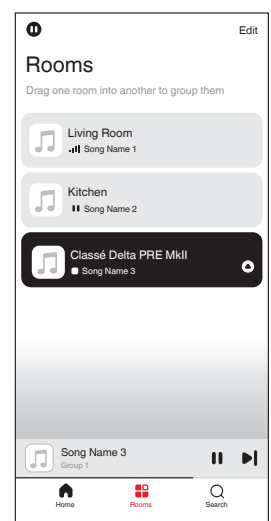 Edit
Rooms
Drag one room into another to group them
Living Room
Song Name 1
Kitchen
Song Name 2
Classé Delta PRE MkII
Song Name 3
Song Name 3
Group 1
Home Rooms Search